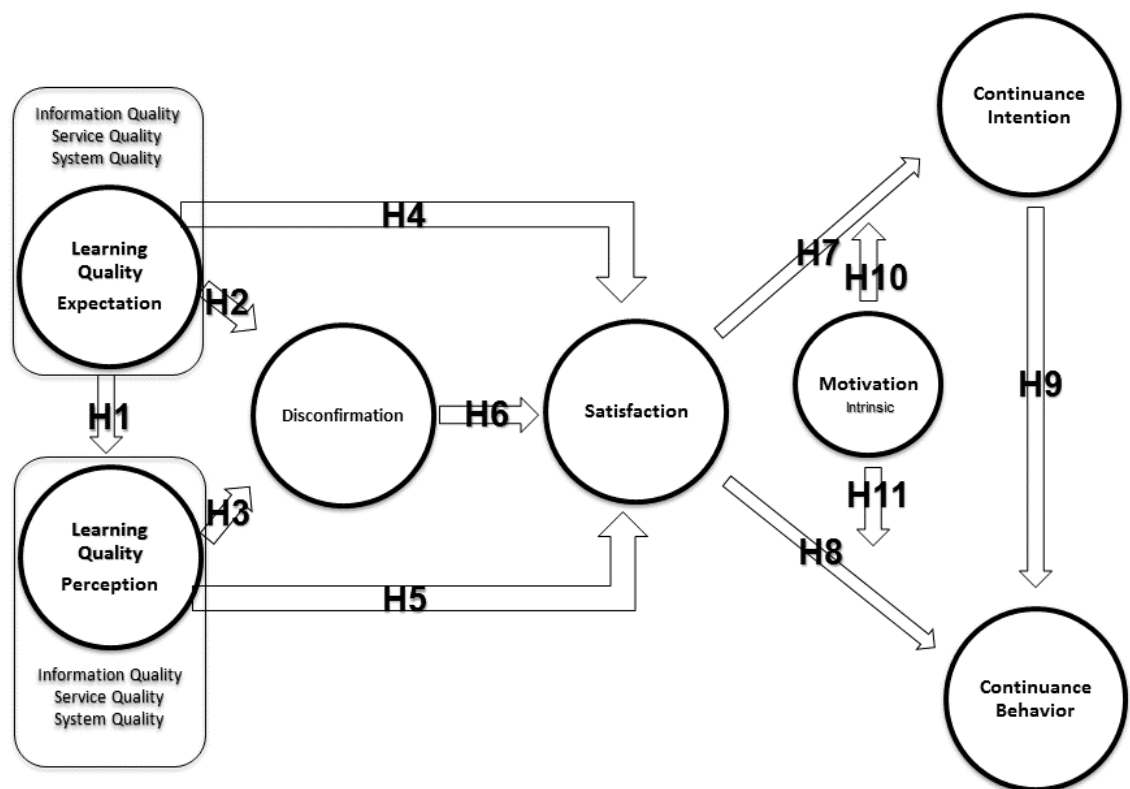 Information Quality
Service Quality
System Quality
Learning
Quality
Expectation
H1
H2
H4
Learning
Quality
Perception
Information Quality
Service Quality
System Quality
H3
H5
Disconfirmation
H6
Satisfaction
H7
H8
Motivation
Intrinsic
H10
H11
Continuance
Intention
H9
Continuance
Behavior